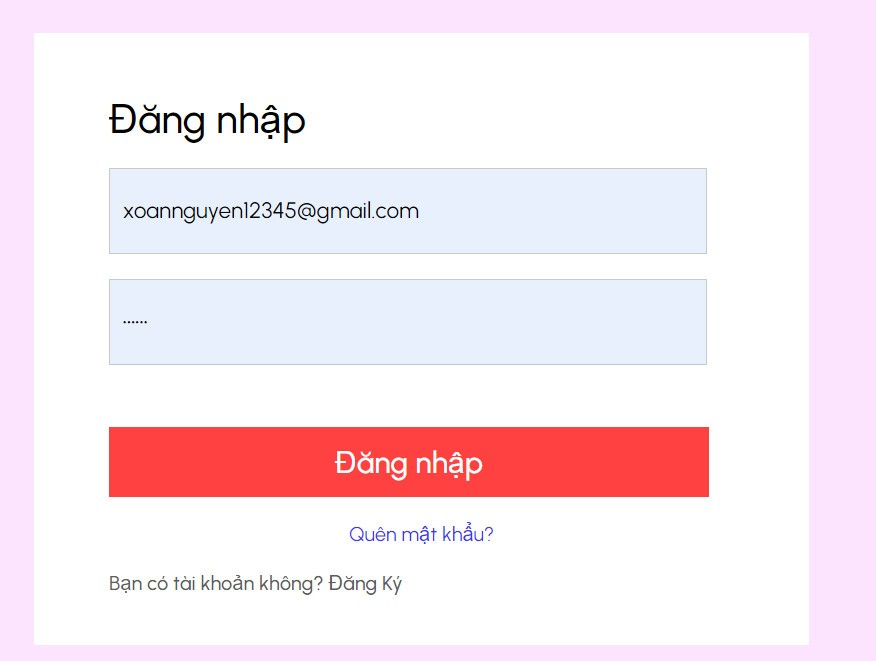 Đăng nhập
xoannguyen12345@gmail.com
......
Đăng nhập
Quên mật khẩu?
Bạn có tài khoản không? Đăng Ký